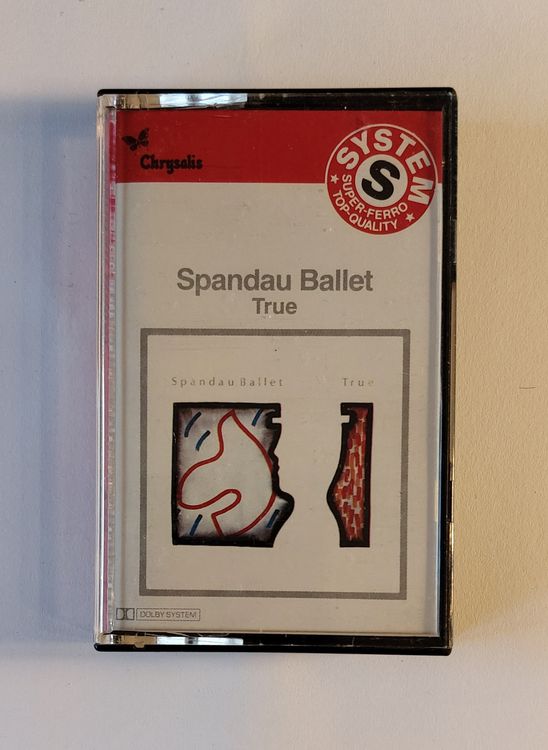 Chrysalis
SYSTEM
S
SUPER-FERRO
★ TOP-QUALITY ★
Spandau Ballet
True
Spandau Ballet True
DOLBY SYSTEM